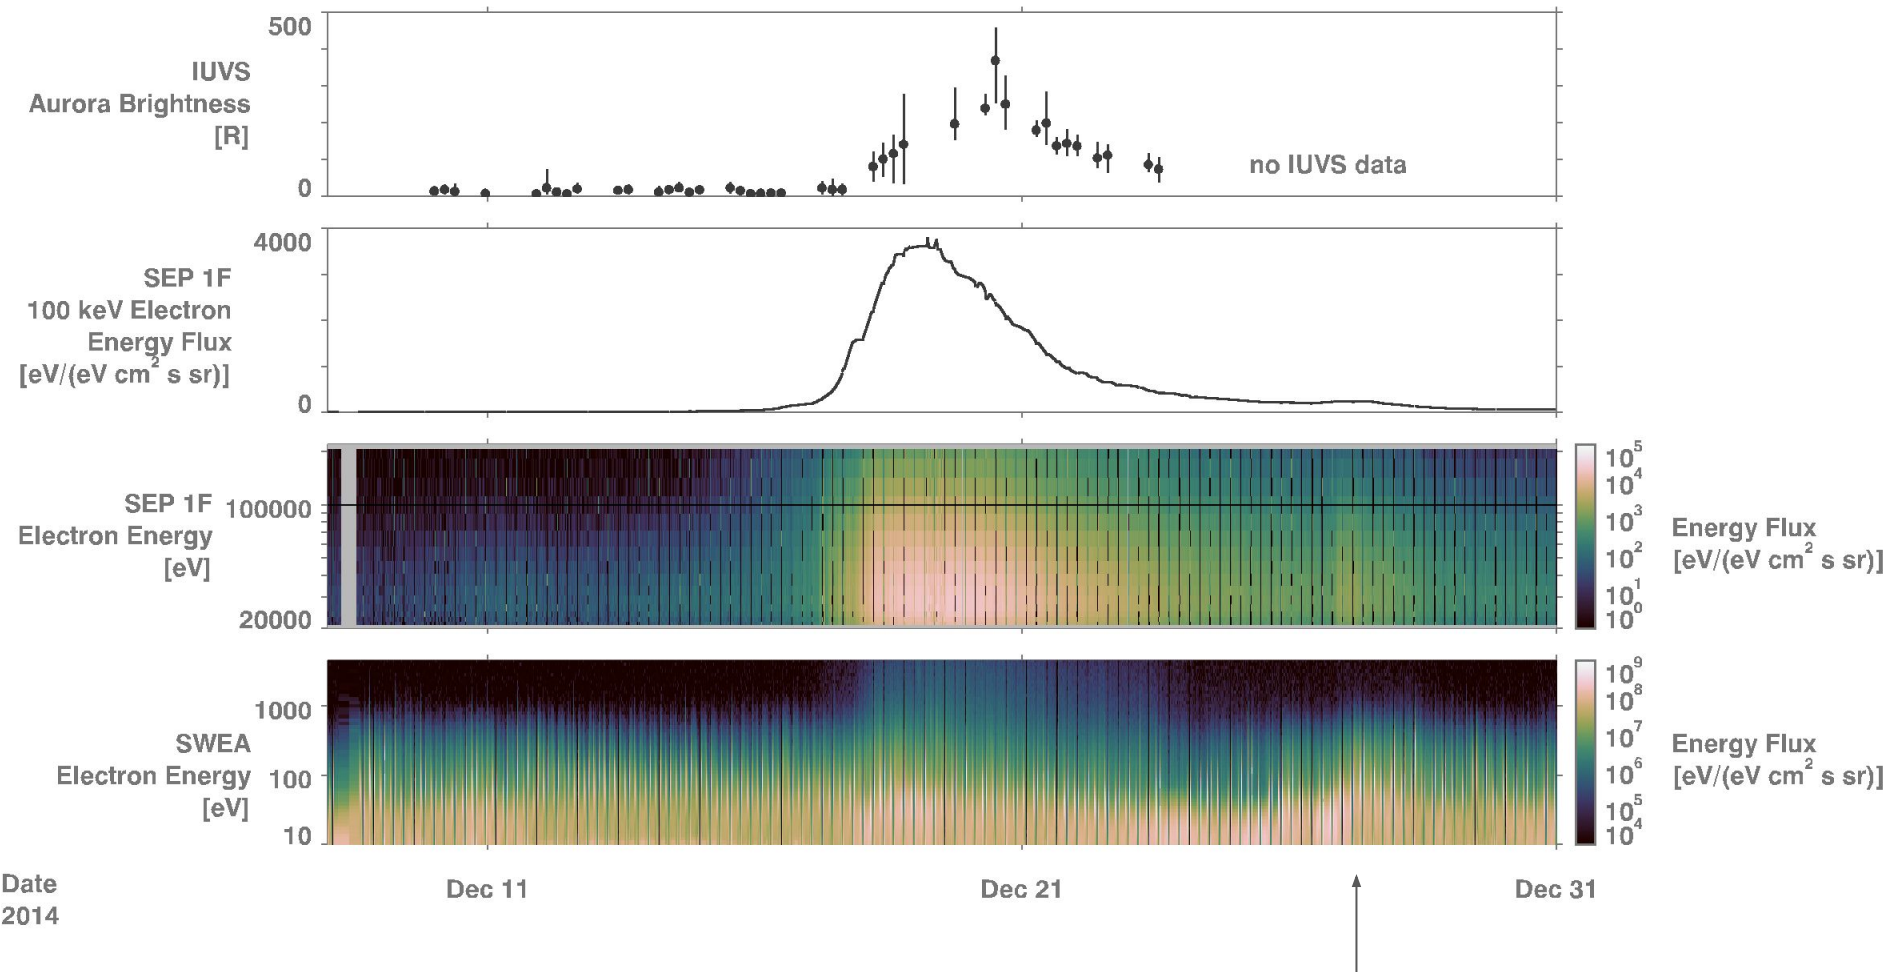 500
IUVS
Aurora Brightness
[R]
0
no IUVS data
4000
SEP 1F
100 keV Electron
Energy Flux
[eV/(eV cm² s sr)]
0
SEP 1F
Electron Energy
[eV]
100000
20000
10⁵
10⁴
10³
10²
10¹
10⁰
Energy Flux
[eV/(eV cm² s sr)]
SWEA
Electron Energy
[eV]
1000
100
10
10⁹
10⁸
10⁷
10⁶
10⁵
10⁴
Energy Flux
[eV/(eV cm² s sr)]
Date
2014
Dec 11
Dec 21
Dec 31